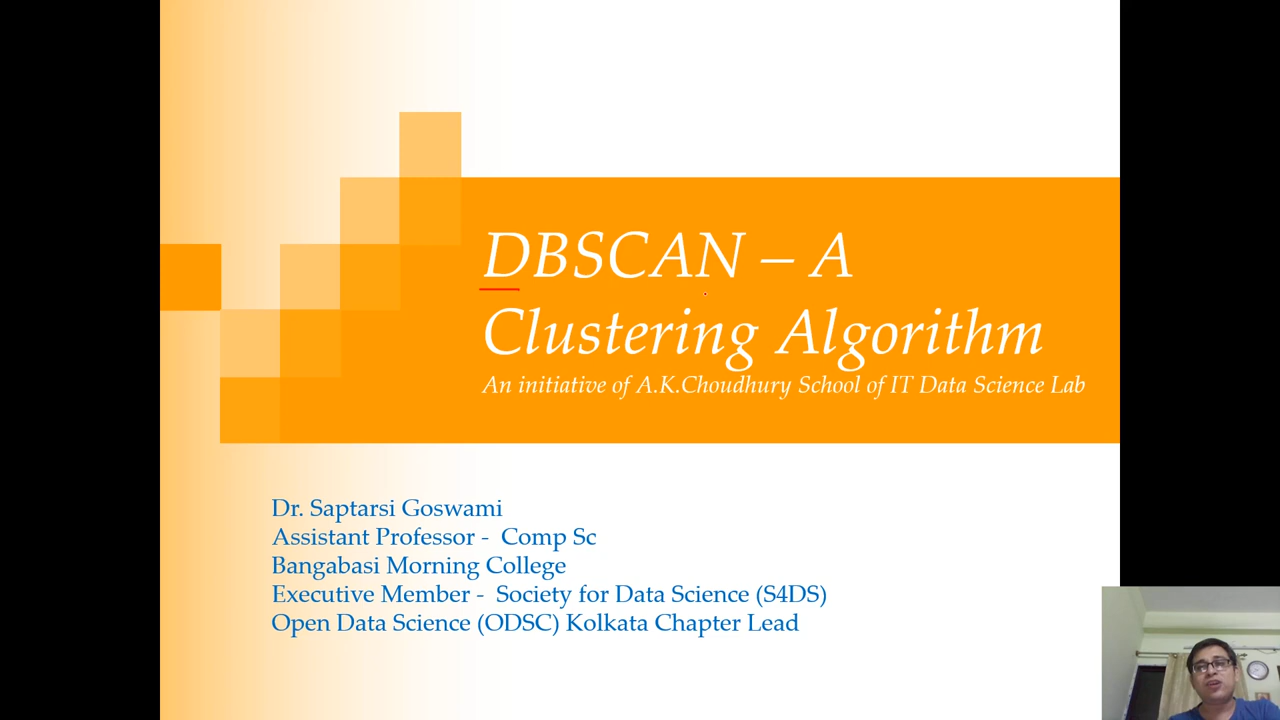 DBSCAN – A
Clustering Algorithm
An initiative of A.K.Choudhury School of IT Data Science Lab
Dr. Saptarsi Goswami
Assistant Professor - Comp Sc
Bangabasi Morning College
Executive Member - Society for Data Science (S4DS)
Open Data Science (ODSC) Kolkata Chapter Lead